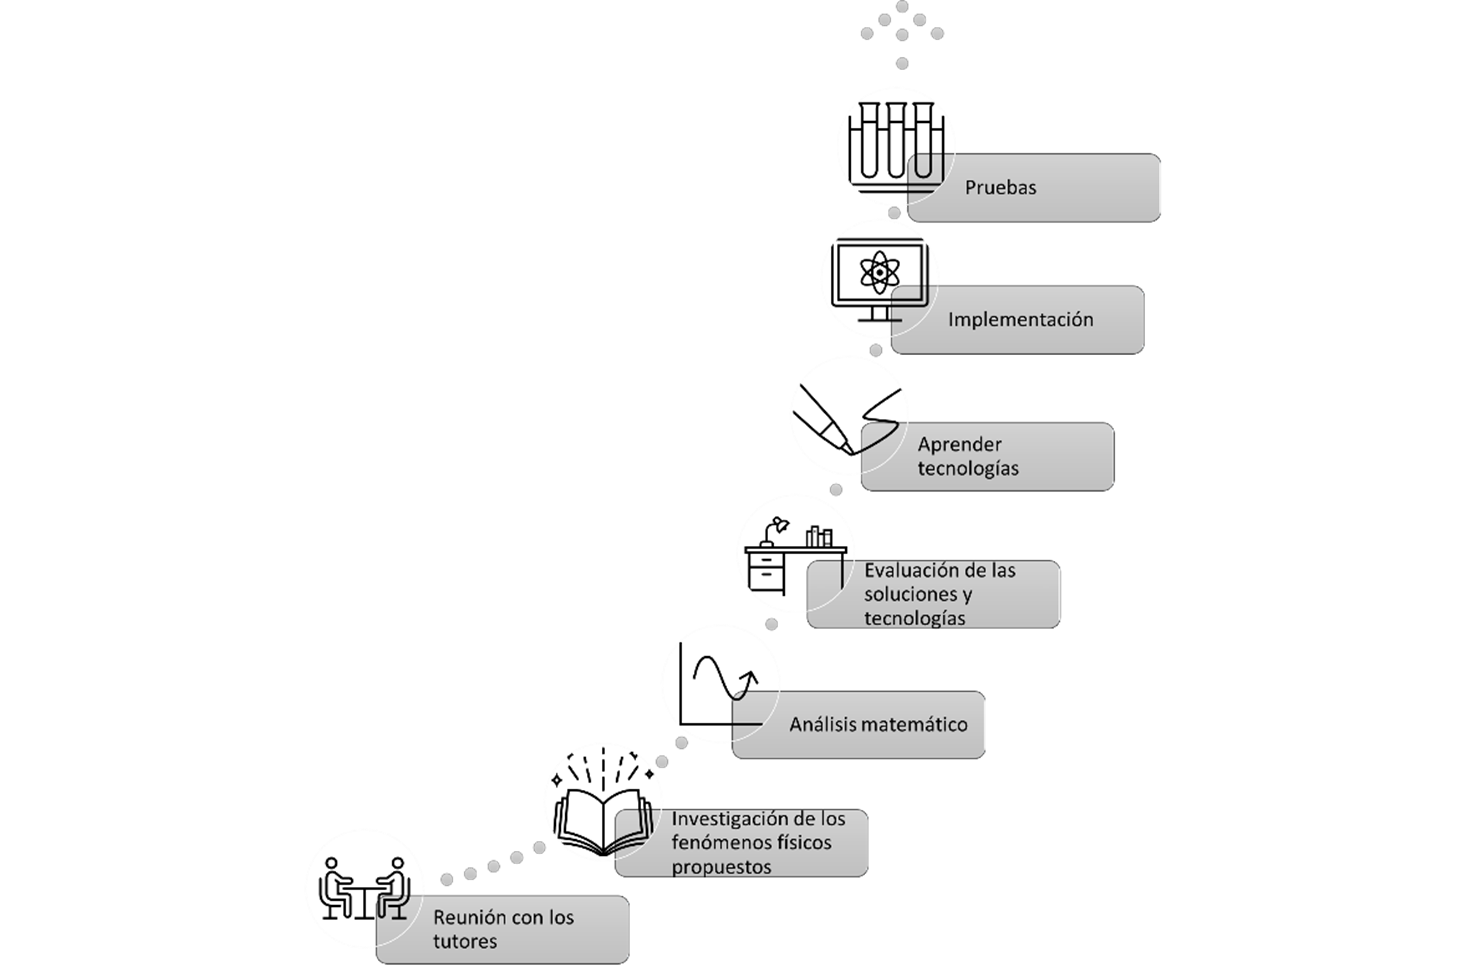 Pruebas
Implementación
Aprender
tecnologías
Evaluación de las
soluciones y
tecnologías
Análisis matemático
Investigación de los
fenómenos físicos
propuestos
Reunión con los
tutores